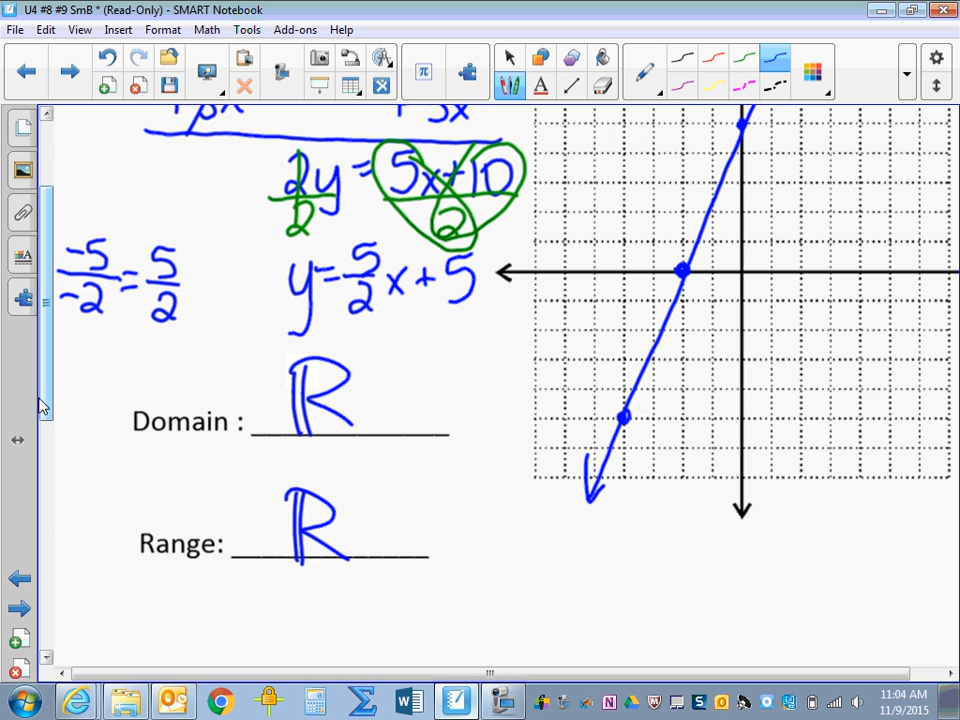 U4 #8 #9 SmB * (Read-Only) - SMART Notebook
File Edit View Insert Format Math Tools Add-ons Help
2y = 5x + 10
2 2
-5/-2 = 5/2
y = 5/2 x + 5
Domain : ℝ
Range: ℝ
11:04 AM
11/9/2015